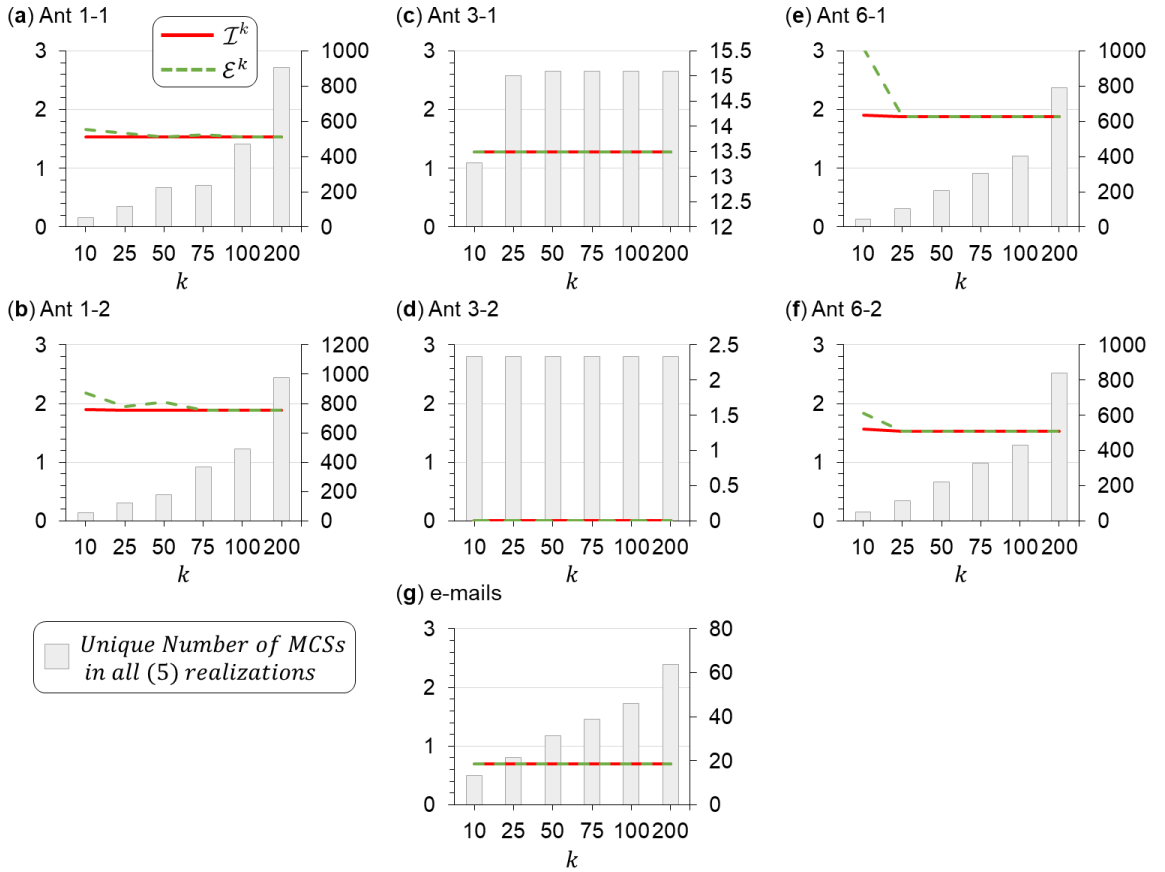 (a) Ant 1-1
(c) Ant 3-1
(e) Ant 6-1
ℐᵏ
ℰᵏ
3
2
1
0
1000
800
600
400
200
0
10 25 50 75 100 200
k
3
2
1
0
15.5
15
14.5
14
13.5
13
12.5
12
10 25 50 75 100 200
k
3
2
1
0
1000
800
600
400
200
0
10 25 50 75 100 200
k
(b) Ant 1-2
(d) Ant 3-2
(f) Ant 6-2
3
2
1
0
1200
1000
800
600
400
200
0
10 25 50 75 100 200
k
3
2
1
0
2.5
2
1.5
1
0.5
0
10 25 50 75 100 200
k
3
2
1
0
1000
800
600
400
200
0
10 25 50 75 100 200
k
(g) e-mails
Unique Number of MCSs
in all (5) realizations
3
2
1
0
80
60
40
20
0
10 25 50 75 100 200
k